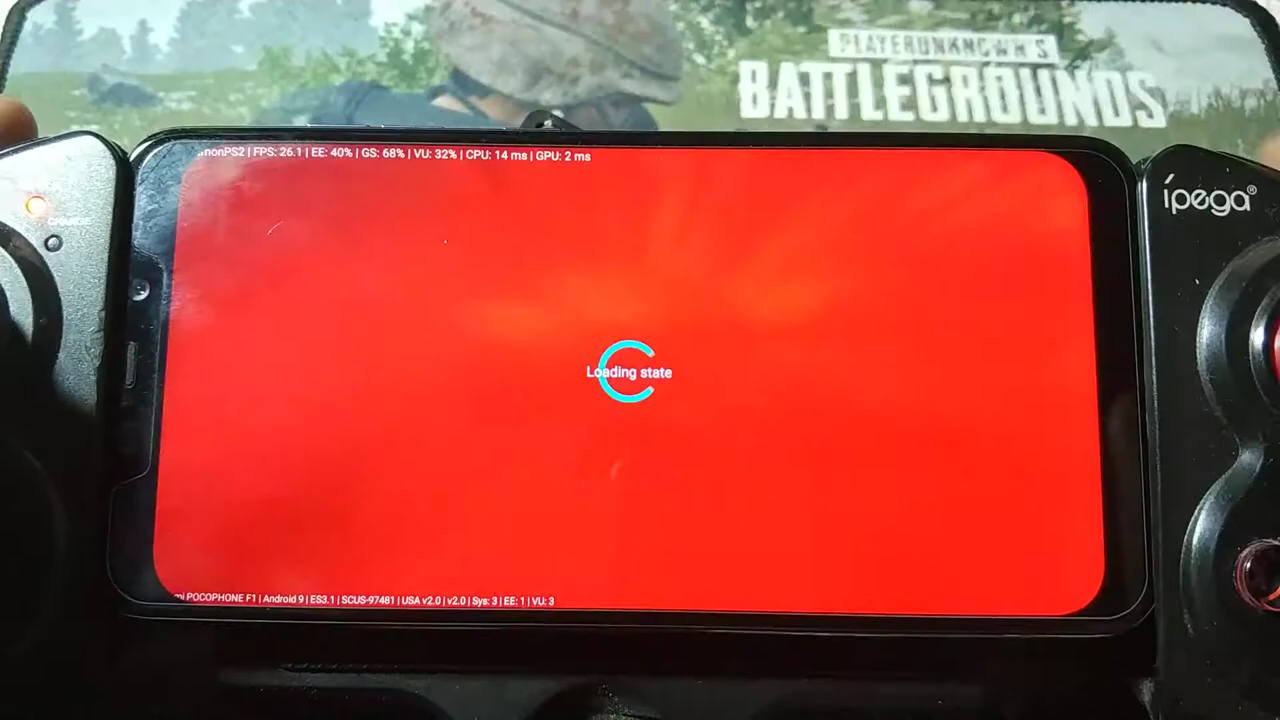 PLAYERUNKNOWN'S
BATTLEGROUNDS
| FPS: 26.1 | EE: 40% | GS: 68% | VU: 32% | CPU: 14 ms | GPU: 2 ms
ípega®
Loading state
POCOPHONE F1 | Android 9 | ES3.1 | SCUS-97481 | USA v2.0 | v2.0 | Sys: 3 | EE: 1 | VU: 3